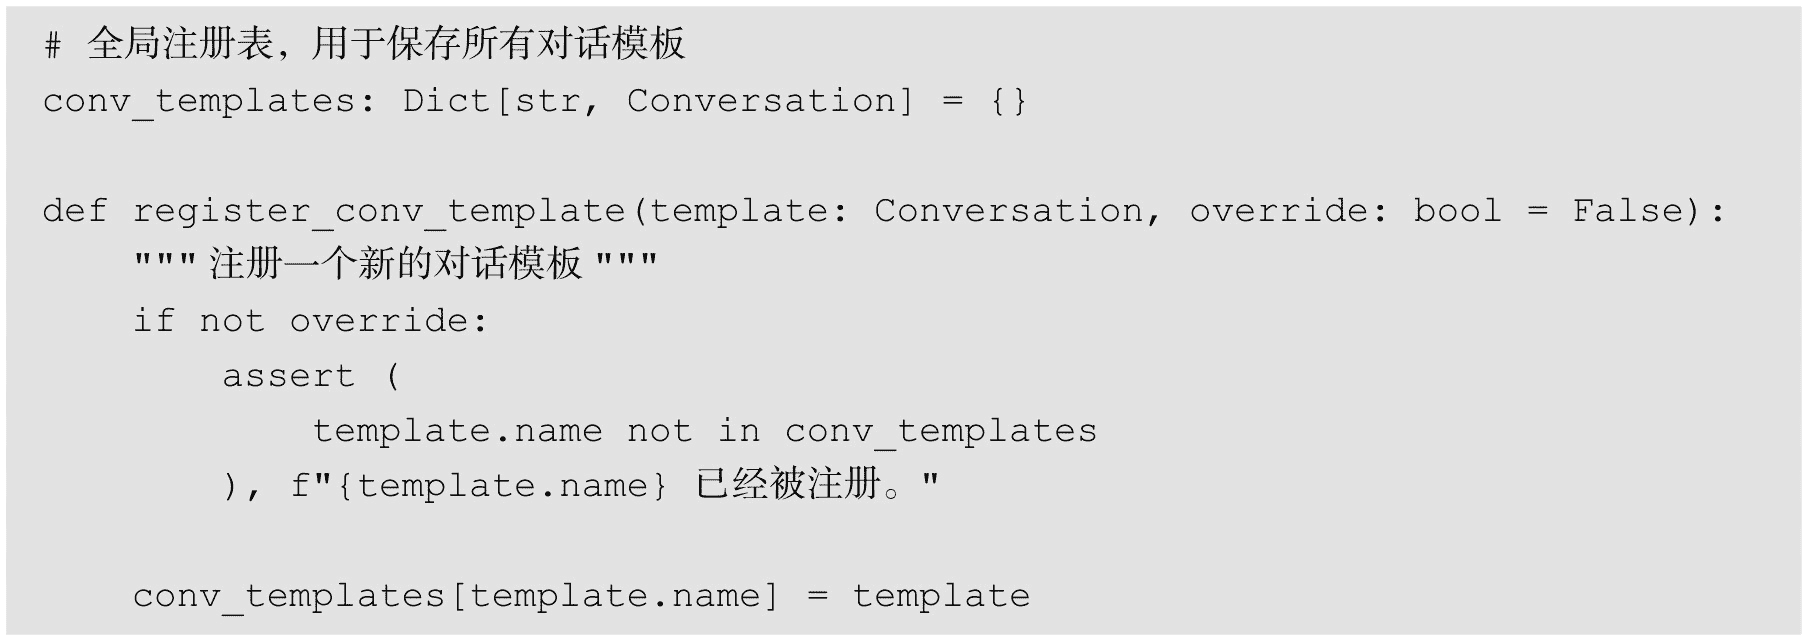 # 全局注册表，用于保存所有对话模板
conv_templates: Dict[str, Conversation] = {}

def register_conv_template(template: Conversation, override: bool = False):
    """ 注册一个新的对话模板 """
    if not override:
        assert (
            template.name not in conv_templates
        ), f"{template.name} 已经被注册。"

    conv_templates[template.name] = template